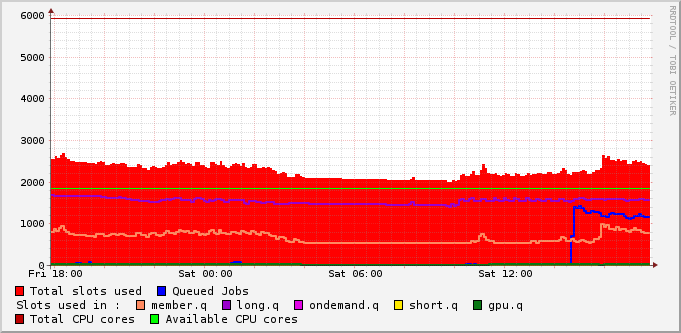 RRDTOOL / TOBI OETIKER
6000
5000
4000
3000
2000
1000
0
Fri 18:00 Sat 00:00 Sat 06:00 Sat 12:00
Total slots used Queued Jobs
Slots used in : member.q long.q ondemand.q short.q gpu.q
Total CPU cores Available CPU cores